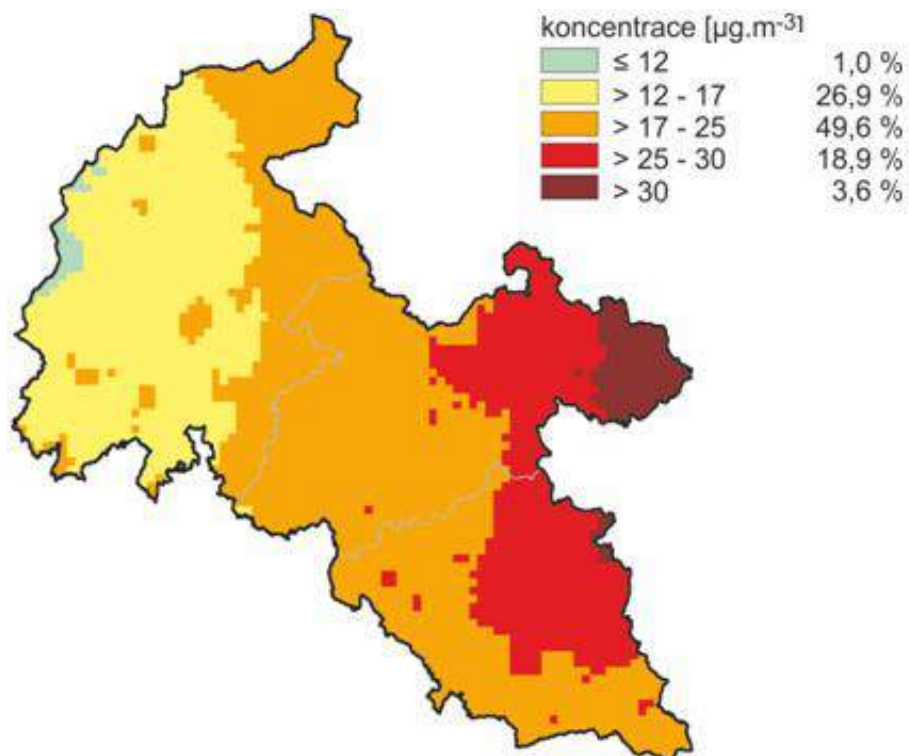 koncentrace [µg.m-3]
≤ 12 1,0 %
> 12 - 17 26,9 %
> 17 - 25 49,6 %
> 25 - 30 18,9 %
> 30 3,6 %